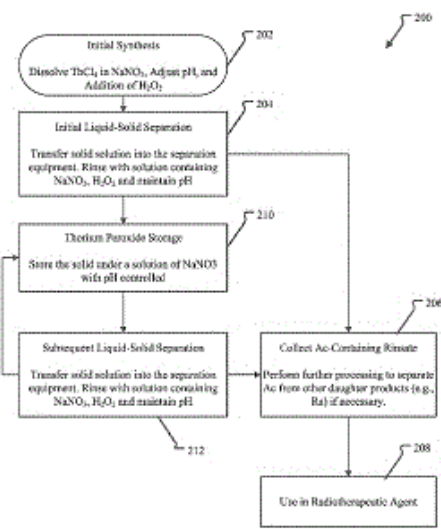 200
202
Initial Synthesis
Dissolve ThCl4 in NaNO3, Adjust pH, and
Addition of H2O2
204
Initial Liquid-Solid Separation
Transfer solid solution into the separation
equipment. Rinse with solution containing
NaNO3, H2O2 and maintain pH
210
Thorium Peroxide Storage
Store the solid under a solution of NaNO3
with pH controlled
206
Subsequent Liquid-Solid Separation
Transfer solid solution into the separation
equipment. Rinse with solution containing
NaNO3, H2O2 and maintain pH
212
Collect Ac-Containing Rinsate
Perform further processing to separate
Ac from other daughter products (e.g.,
Ra) if necessary.
208
Use in Radiotherapeutic Agent